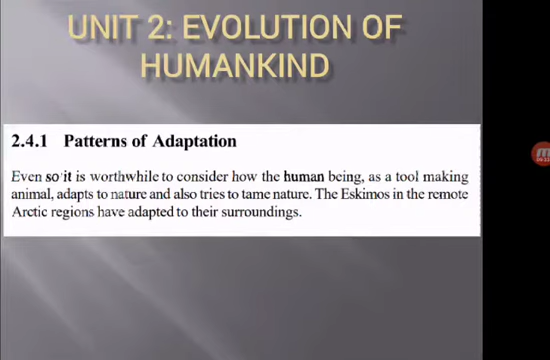 UNIT 2: EVOLUTION OF
HUMANKIND
2.4.1 Patterns of Adaptation
Even so it is worthwhile to consider how the human being, as a tool making
animal, adapts to nature and also tries to tame nature. The Eskimos in the remote
Arctic regions have adapted to their surroundings.